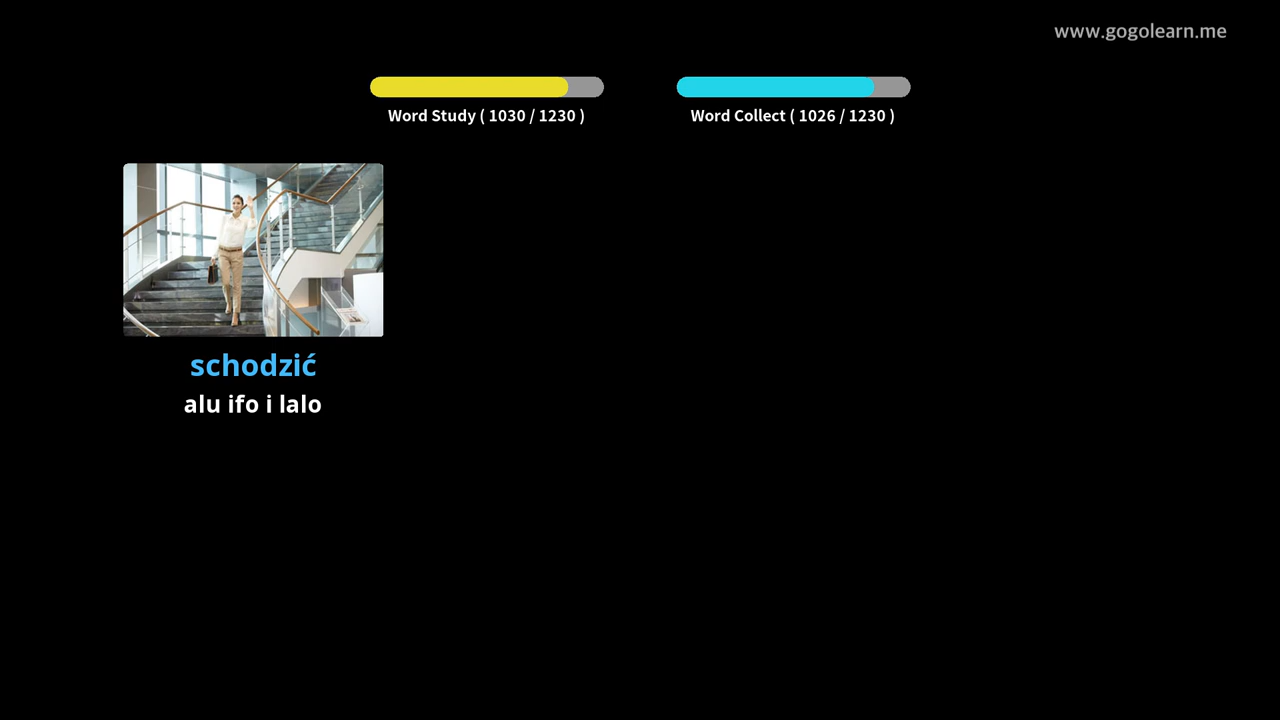 www.gogolearn.me
Word Study ( 1030 / 1230 )
Word Collect ( 1026 / 1230 )
schodzić
alu ifo i lalo